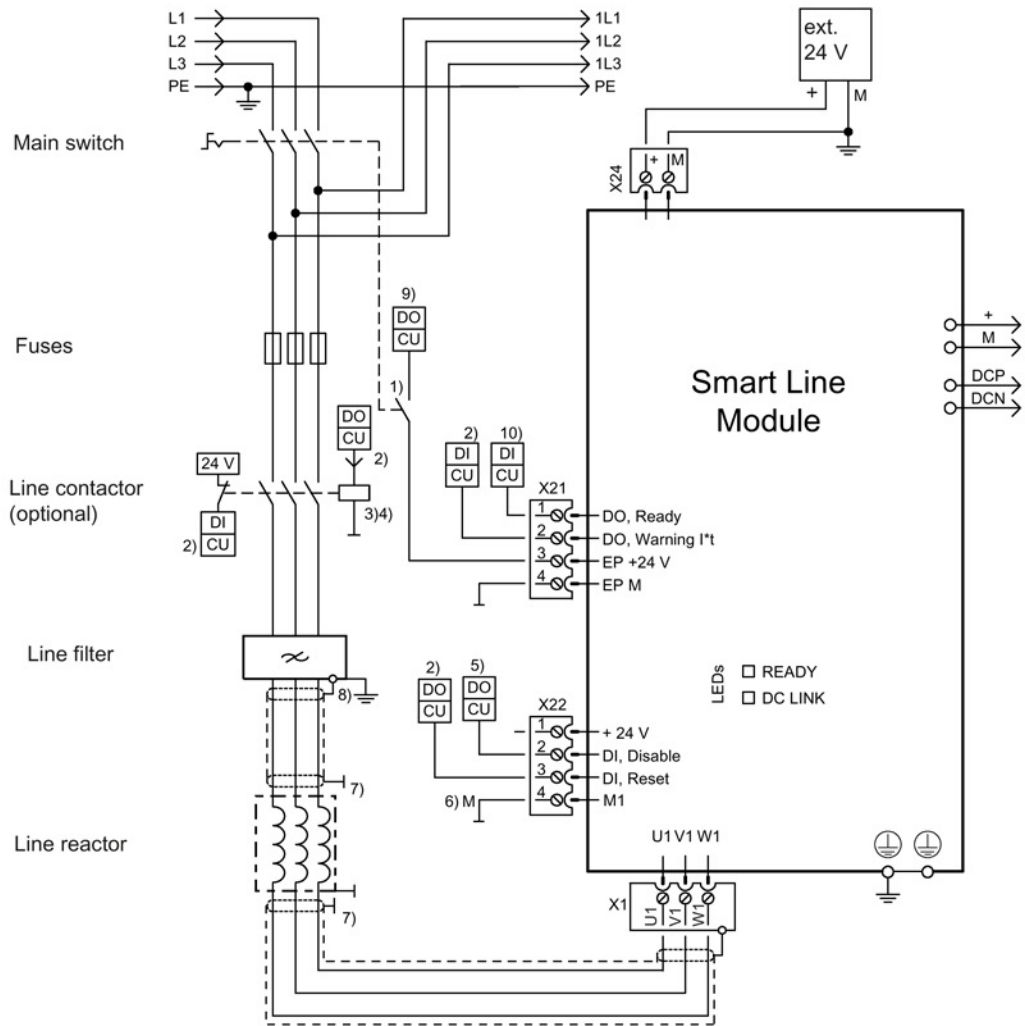 L1
L2
L3
PE
1L1
1L2
1L3
PE
ext.
24 V
+
M
Main switch
X24
+
M
Fuses
9)
DO
CU
1)
Smart Line
Module
+
M
DCP
DCN
24 V
DO
CU
2)
Line contactor
(optional)
3)4)
DI
CU
2)
2)
DI
CU
10)
DI
CU
X21
1
2
3
4
DO, Ready
DO, Warning I*t
EP +24 V
EP M
Line filter
8)
2)
DO
CU
5)
DO
CU
X22
1
2
3
4
+ 24 V
DI, Disable
DI, Reset
M1
6) M
LEDs
READY
DC LINK
7)
Line reactor
7)
U1 V1 W1
X1
U1
V1
W1